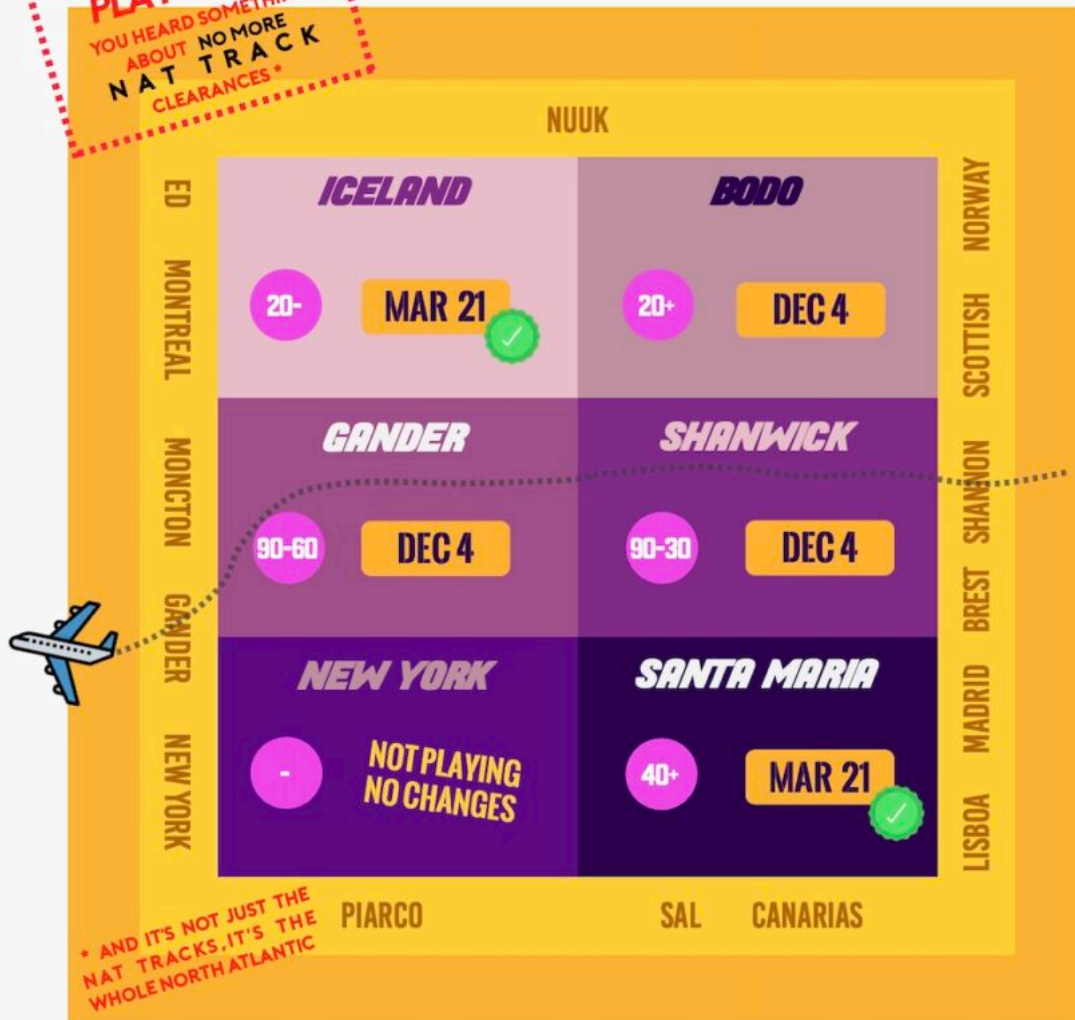 YOU HEARD
ABOUT NO MORE
NAT TRACK
CLEARANCES *
NUUK
ED
MONTREAL
MONCTON
GANDER
NEW YORK
ICELAND
20-
MAR 21
BODO
20+
DEC 4
GANDER
90-60
DEC 4
SHANWICK
90-30
DEC 4
NEW YORK
-
NOT PLAYING
NO CHANGES
SANTA MARIA
40+
MAR 21
NORWAY
SCOTTISH
SHANNON
BREST
MADRID
LISBOA
PIARCO
SAL
CANARIAS
* AND IT'S NOT JUST THE
NAT TRACKS, IT'S THE
WHOLE NORTH ATLANTIC